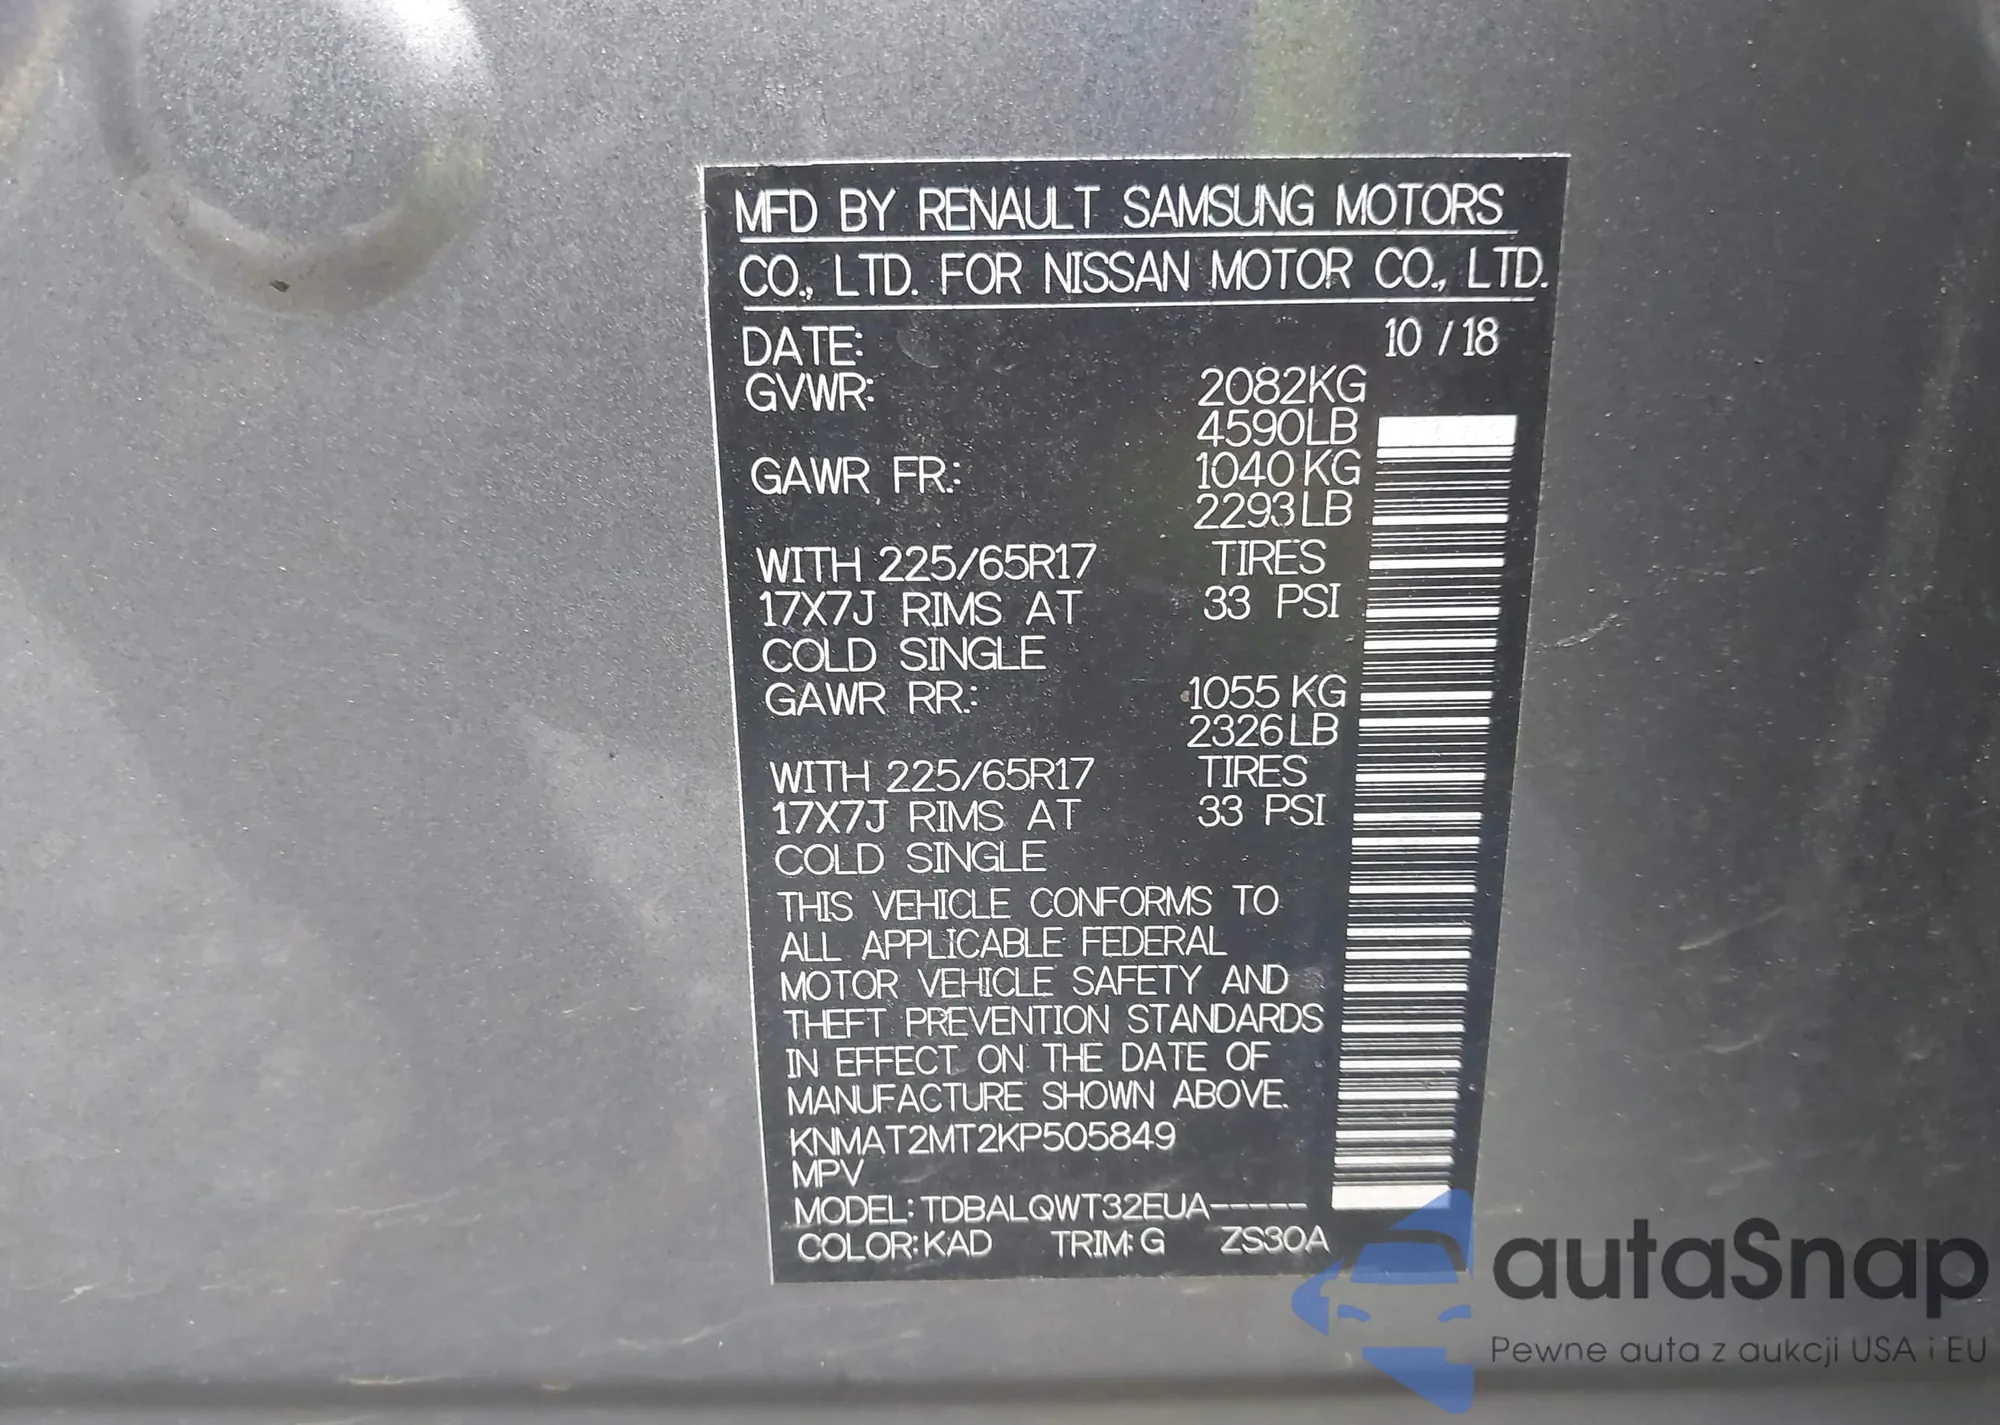 MFD BY RENAULT SAMSUNG MOTORS
CO., LTD. FOR NISSAN MOTOR CO., LTD.
DATE: 10 / 18
GVWR: 2082KG
4590LB
GAWR FR.: 1040 KG
2293LB
WITH 225/65R17 TIRES
17X7J RIMS AT 33 PSI
COLD SINGLE
GAWR RR.: 1055 KG
2326LB
WITH 225/65R17 TIRES
17X7J RIMS AT 33 PSI
COLD SINGLE
THIS VEHICLE CONFORMS TO
ALL APPLICABLE FEDERAL
MOTOR VEHICLE SAFETY AND
THEFT PREVENTION STANDARDS
IN EFFECT ON THE DATE OF
MANUFACTURE SHOWN ABOVE.
KNMAT2MT2KP505849
MPV
MODEL: TDBALQWT32EUA-----
COLOR: KAD TRIM: G ZS30A
autaSnap
Pewne auta z aukcji USA i EU